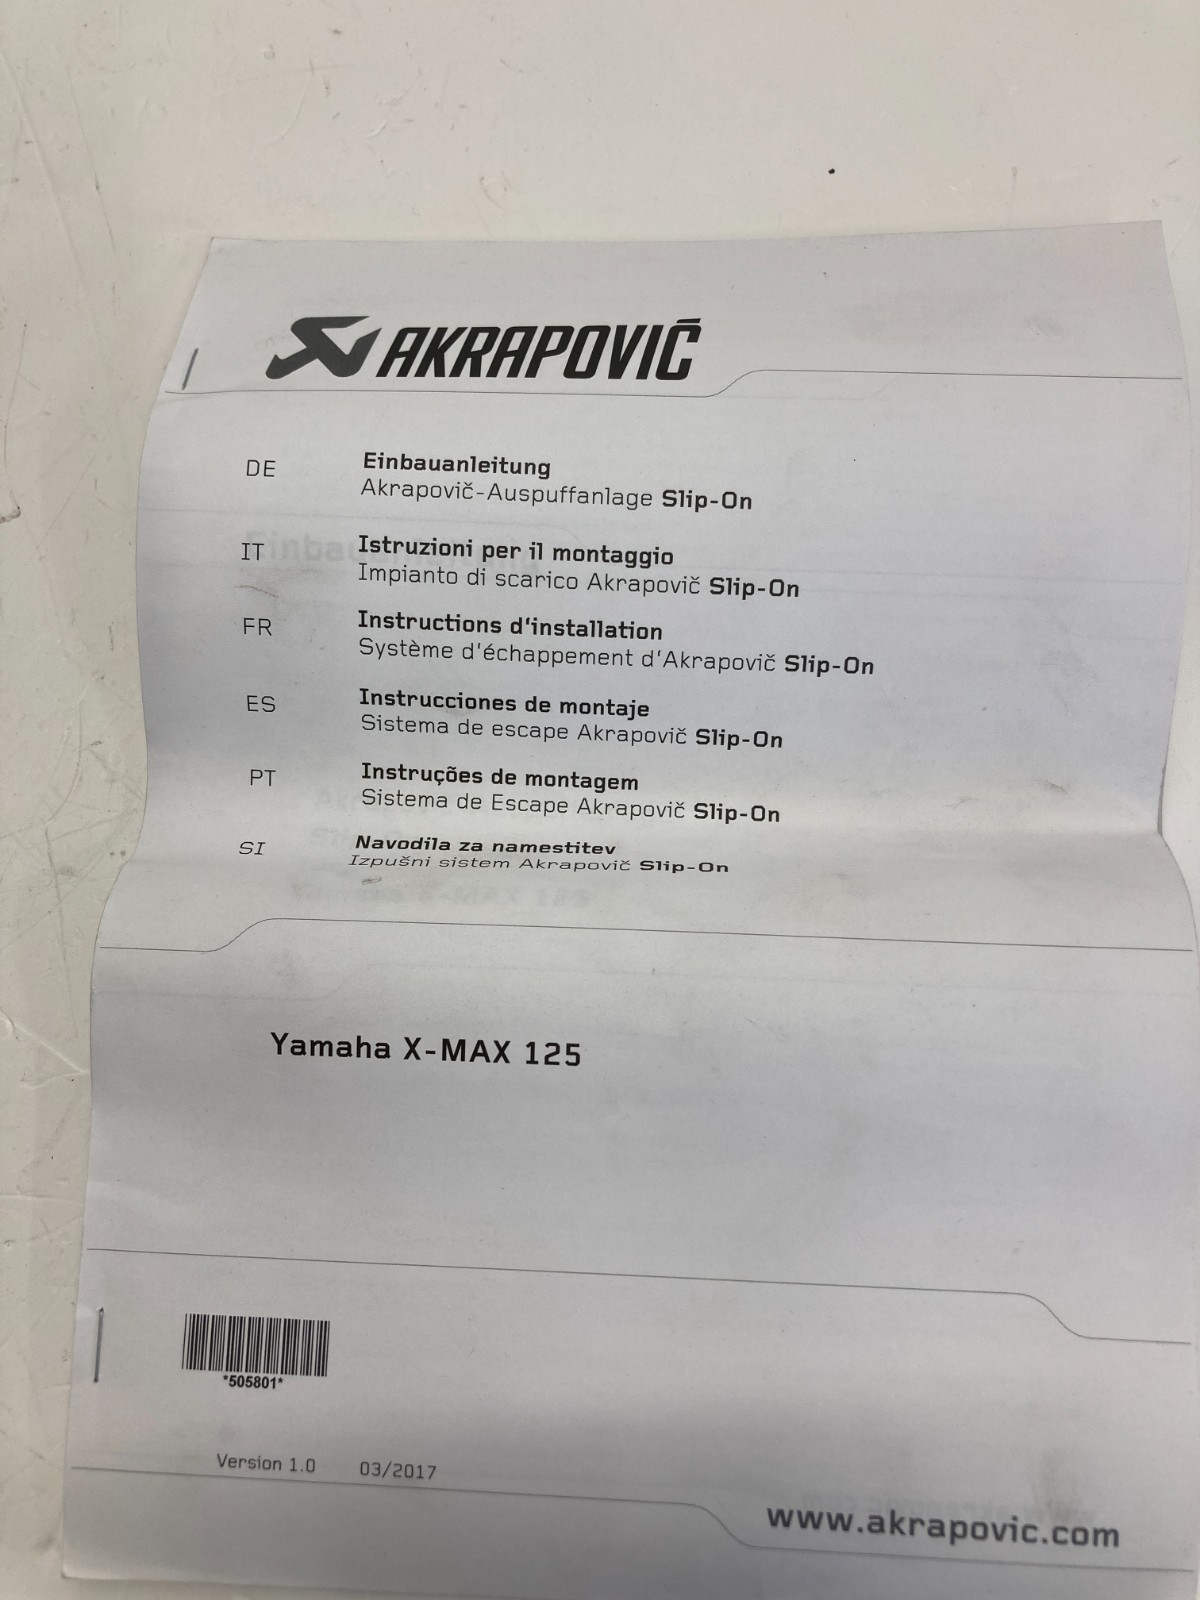 AKRAPOVIČ
DE
Einbauanleitung
Akrapovič-Auspuffanlage Slip-On
IT
Istruzioni per il montaggio
Impianto di scarico Akrapovič Slip-On
FR
Instructions d'installation
Système d'échappement d'Akrapovič Slip-On
ES
Instrucciones de montaje
Sistema de escape Akrapovič Slip-On
PT
Instruções de montagem
Sistema de Escape Akrapovič Slip-On
SI
Navodila za namestitev
Izpušni sistem Akrapovič Slip-On
Yamaha X-MAX 125
*505801*
Version 1.0 03/2017
www.akrapovic.com